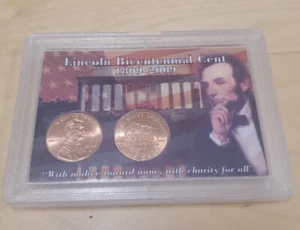 Lincoln Bicentennial Cent
1809-2009
"With malice toward none, with charity for all"